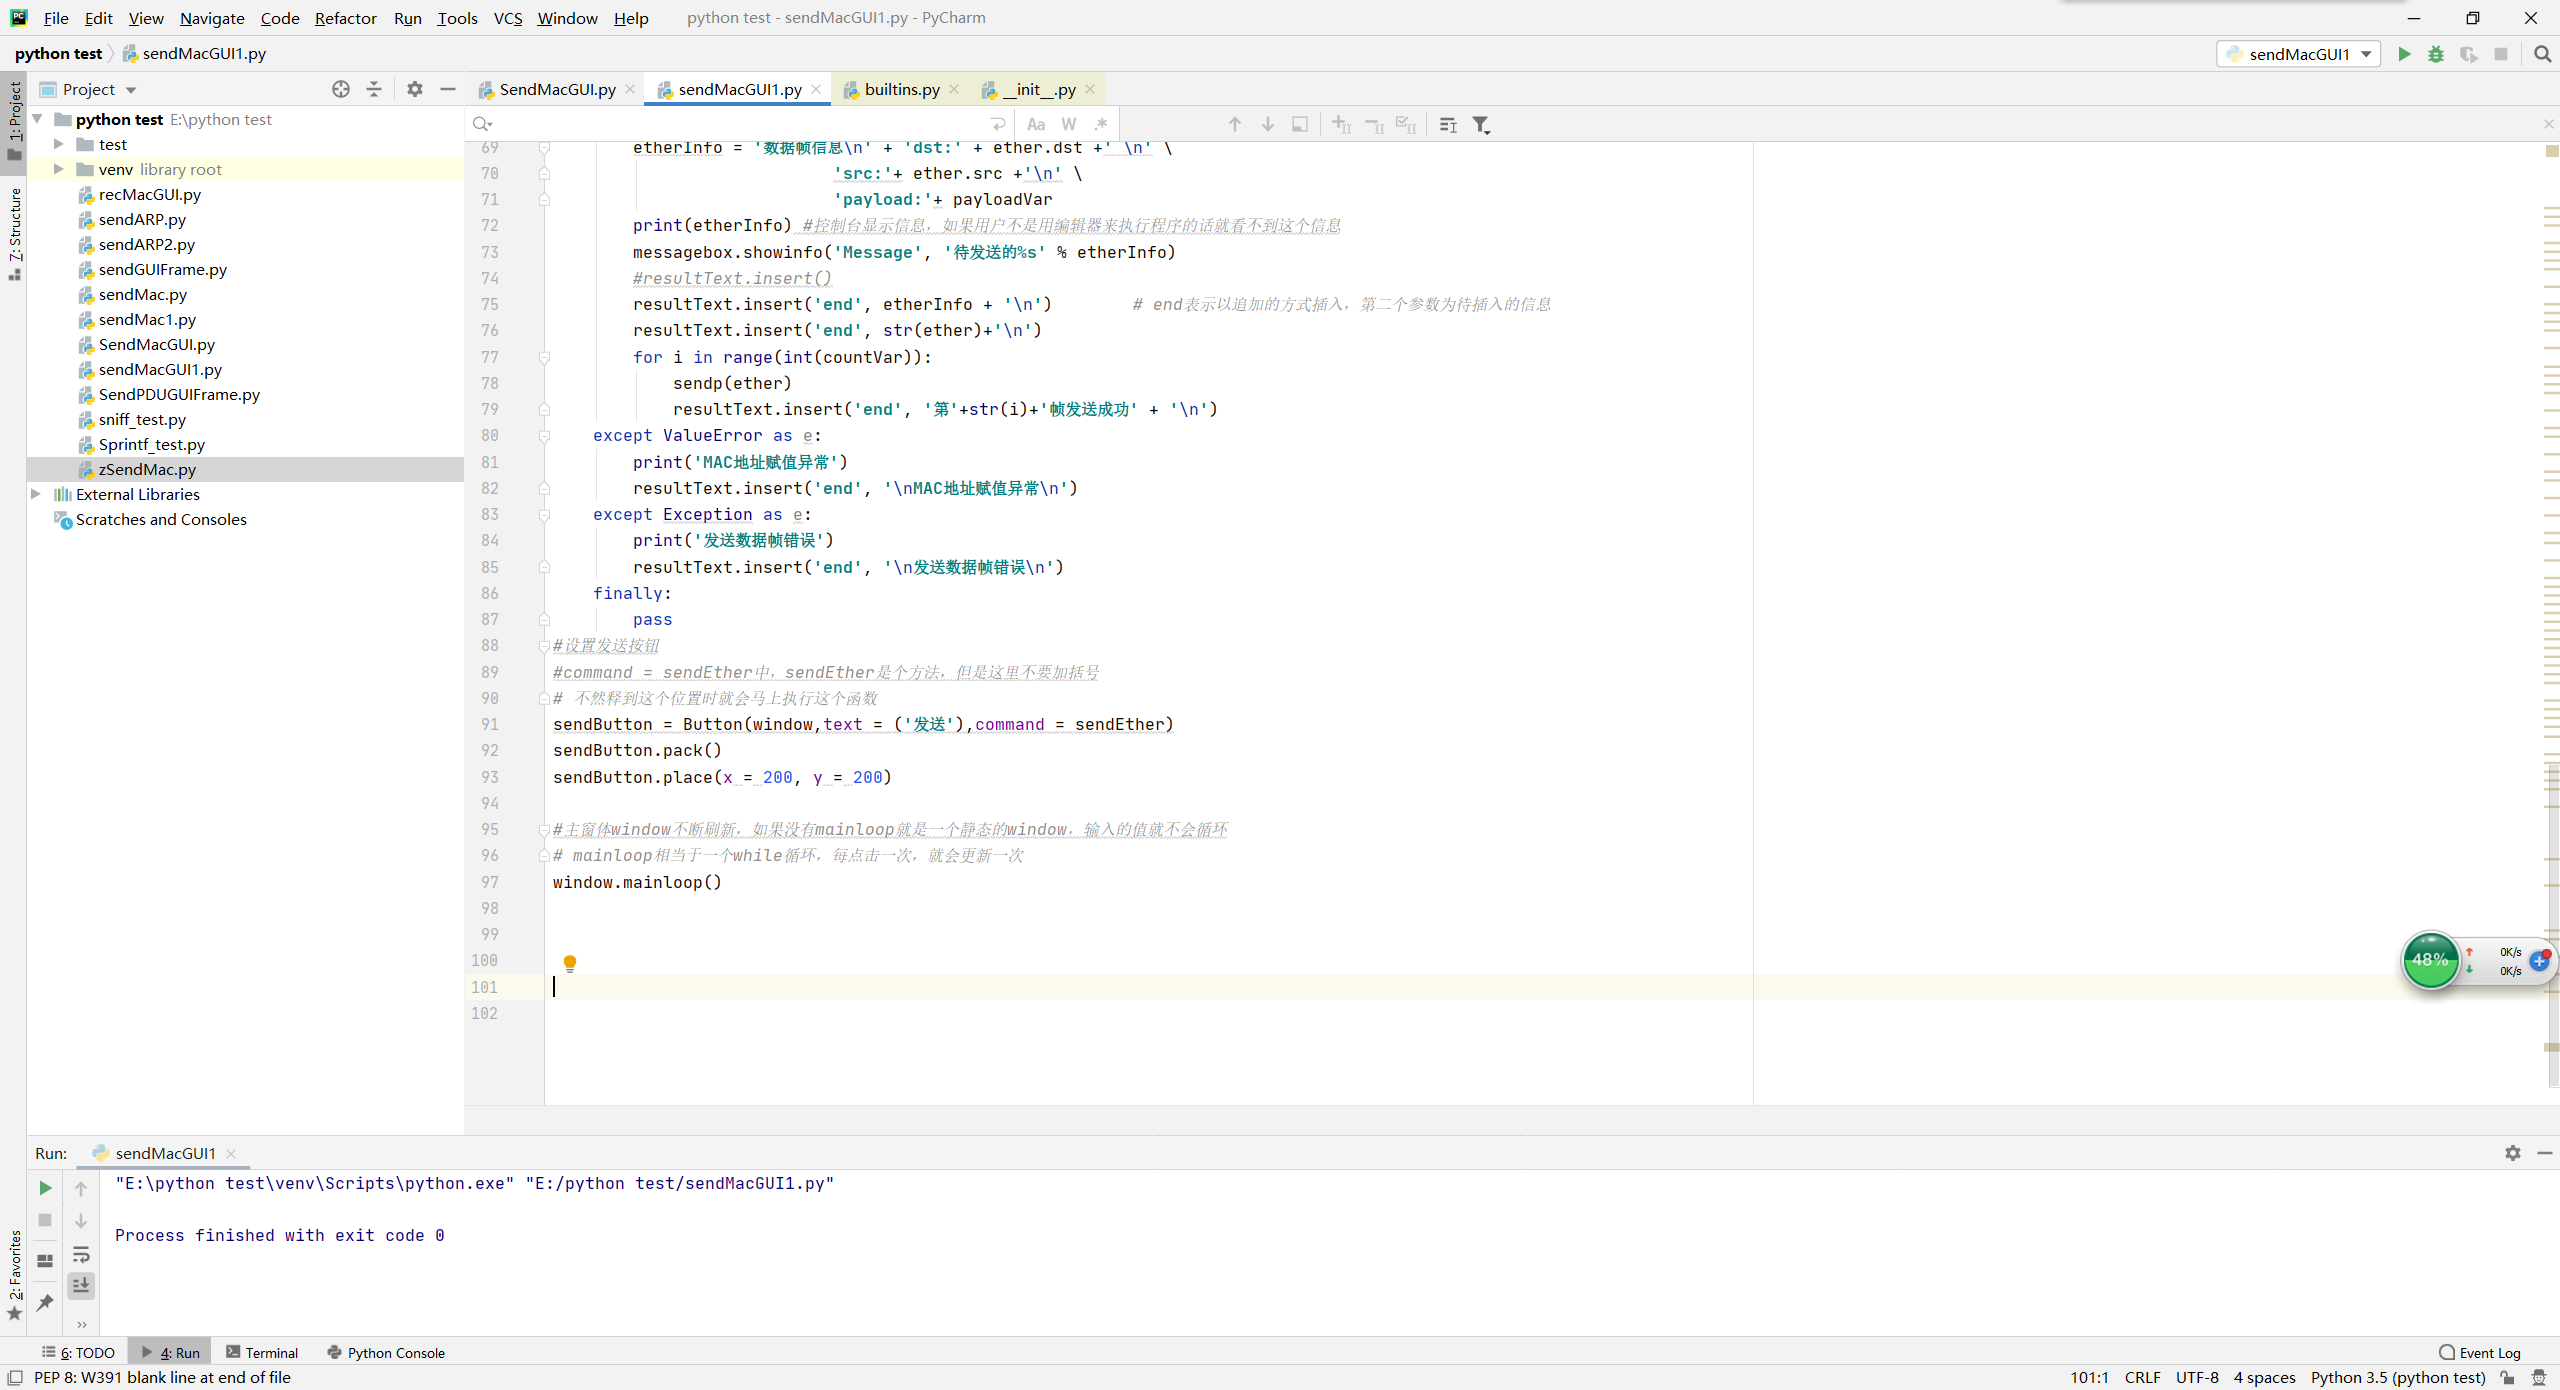 File Edit View Navigate Code Refactor Run Tools VCS Window Help python test - sendMacGUI1.py - PyCharm
python test sendMacGUI1.py sendMacGUI1
Project SendMacGUI.py sendMacGUI1.py builtins.py __init__.py
1: Project
7: Structure
2: Favorites
python test E:\python test
test
venv library root
recMacGUI.py
sendARP.py
sendARP2.py
sendGUIFrame.py
sendMac.py
sendMac1.py
SendMacGUI.py
sendMacGUI1.py
SendPDUGUIFrame.py
sniff_test.py
Sprintf_test.py
zSendMac.py
External Libraries
Scratches and Consoles
Aa W .*
69 etherInfo = '数据帧信息\n' + 'dst:' + ether.dst +' \n' \
70 'src:'+ ether.src +'\n' \
71 'payload:'+ payloadVar
72 print(etherInfo) #控制台显示信息，如果用户不是用编辑器来执行程序的话就看不到这个信息
73 messagebox.showinfo('Message', '待发送的%s' % etherInfo)
74 #resultText.insert()
75 resultText.insert('end', etherInfo + '\n') # end表示以追加的方式插入，第二个参数为待插入的信息
76 resultText.insert('end', str(ether)+'\n')
77 for i in range(int(countVar)):
78 sendp(ether)
79 resultText.insert('end', '第'+str(i)+'帧发送成功' + '\n')
80 except ValueError as e:
81 print('MAC地址赋值异常')
82 resultText.insert('end', '\nMAC地址赋值异常\n')
83 except Exception as e:
84 print('发送数据帧错误')
85 resultText.insert('end', '\n发送数据帧错误\n')
86 finally:
87 pass
88 #设置发送按钮
89 #command = sendEther中，sendEther是个方法，但是这里不要加括号
90 # 不然释到这个位置时就会马上执行这个函数
91 sendButton = Button(window,text = ('发送'),command = sendEther)
92 sendButton.pack()
93 sendButton.place(x = 200, y = 200)
94
95 #主窗体window不断刷新，如果没有mainloop就是一个静态的window，输入的值就不会循环
96 # mainloop相当于一个while循环，每点击一次，就会更新一次
97 window.mainloop()
98
99
100
101
102
48% 0K/s
0K/s
Run: sendMacGUI1
"E:\python test\venv\Scripts\python.exe" "E:/python test/sendMacGUI1.py"
Process finished with exit code 0
6: TODO 4: Run Terminal Python Console Event Log
PEP 8: W391 blank line at end of file 101:1 CRLF UTF-8 4 spaces Python 3.5 (python test)